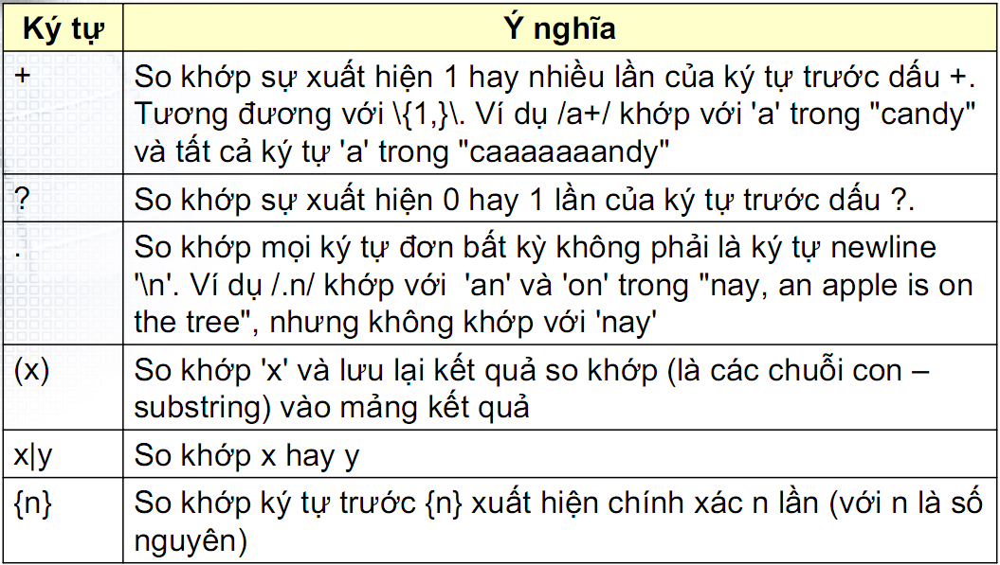 Ký tự Ý nghĩa
+ So khớp sự xuất hiện 1 hay nhiều lần của ký tự trước dấu +.
Tương đương với \{1,}\. Ví dụ /a+/ khớp với 'a' trong "candy"
và tất cả ký tự 'a' trong "caaaaaaandy"
? So khớp sự xuất hiện 0 hay 1 lần của ký tự trước dấu ?.
. So khớp mọi ký tự đơn bất kỳ không phải là ký tự newline
'\n'. Ví dụ /.n/ khớp với 'an' và 'on' trong "nay, an apple is on
the tree", nhưng không khớp với 'nay'
(x) So khớp 'x' và lưu lại kết quả so khớp (là các chuỗi con –
substring) vào mảng kết quả
x|y So khớp x hay y
{n} So khớp ký tự trước {n} xuất hiện chính xác n lần (với n là số
nguyên)